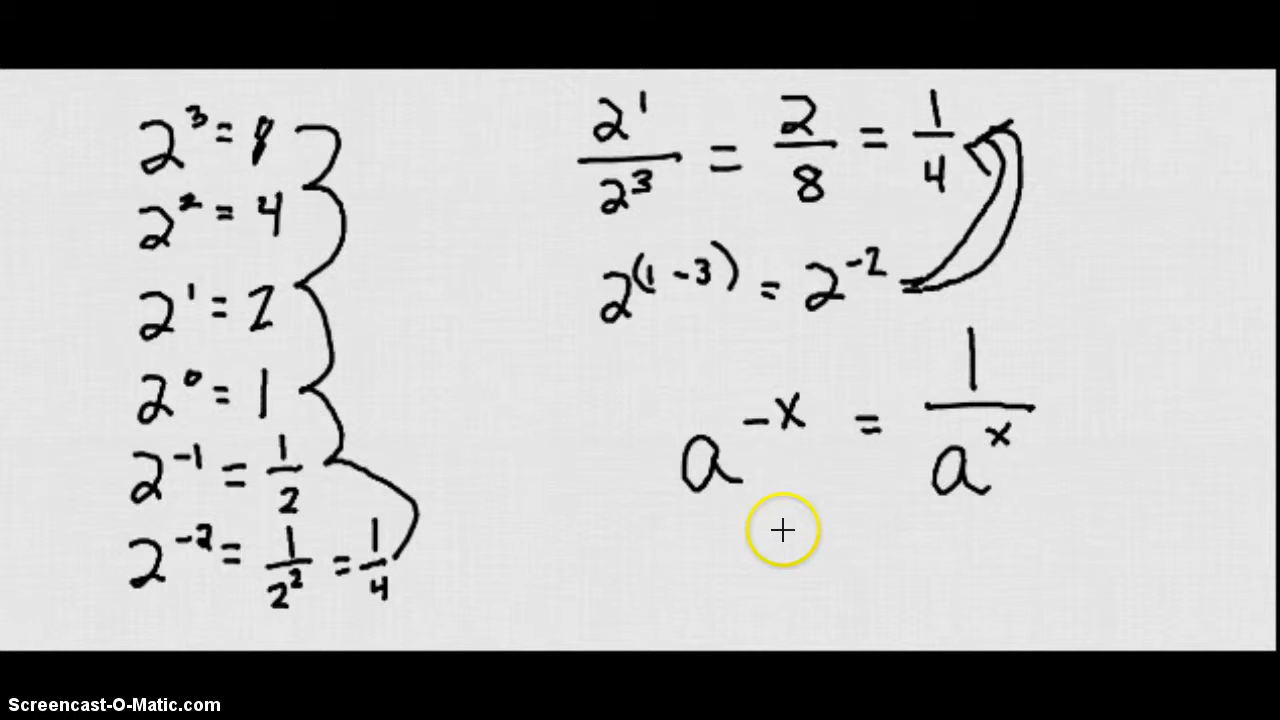 2³ = 8
2² = 4
2¹ = 2
2⁰ = 1
2⁻¹ = 1/2
2⁻² = 1/2² = 1/4
2¹/2³ = 2/8 = 1/4
2⁽¹ ⁻ ³⁾ = 2⁻² =
a⁻ˣ = 1/aˣ
Screencast-O-Matic.com